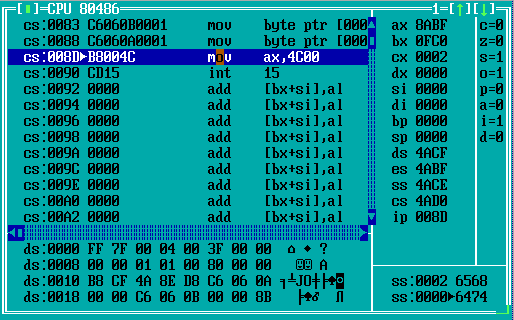 [■]=CPU 80486 1=[↑][↓]
cs:0083 C6060B0001 mov byte ptr [000 ax 8ABF c=0
cs:0088 C6060A0001 mov byte ptr [000 bx 0FC0 z=0
cs:008D►B8004C mov ax,4C00 cx 0002 s=1
cs:0090 CD15 int 15 dx 0000 o=1
cs:0092 0000 add [bx+si],al si 0000 p=0
cs:0094 0000 add [bx+si],al di 0000 a=0
cs:0096 0000 add [bx+si],al bp 0000 i=1
cs:0098 0000 add [bx+si],al sp 0000 d=0
cs:009A 0000 add [bx+si],al ds 4ACF
cs:009C 0000 add [bx+si],al es 4ABF
cs:009E 0000 add [bx+si],al ss 4ACE
cs:00A0 0000 add [bx+si],al cs 4AD0
cs:00A2 0000 add [bx+si],al ip 008D
ds:0000 FF 7F 00 04 00 3F 00 00 ⌂ ♦ ?
ds:0008 00 00 01 01 00 80 00 00 ☺☺ А
ds:0010 B8 CF 4A 8E D8 C6 06 0A ╕╧JО╪╞♠◙ ss:0002 6568
ds:0018 00 00 C6 06 0B 00 00 8B ╞♠♂ Л ss:0000►6474